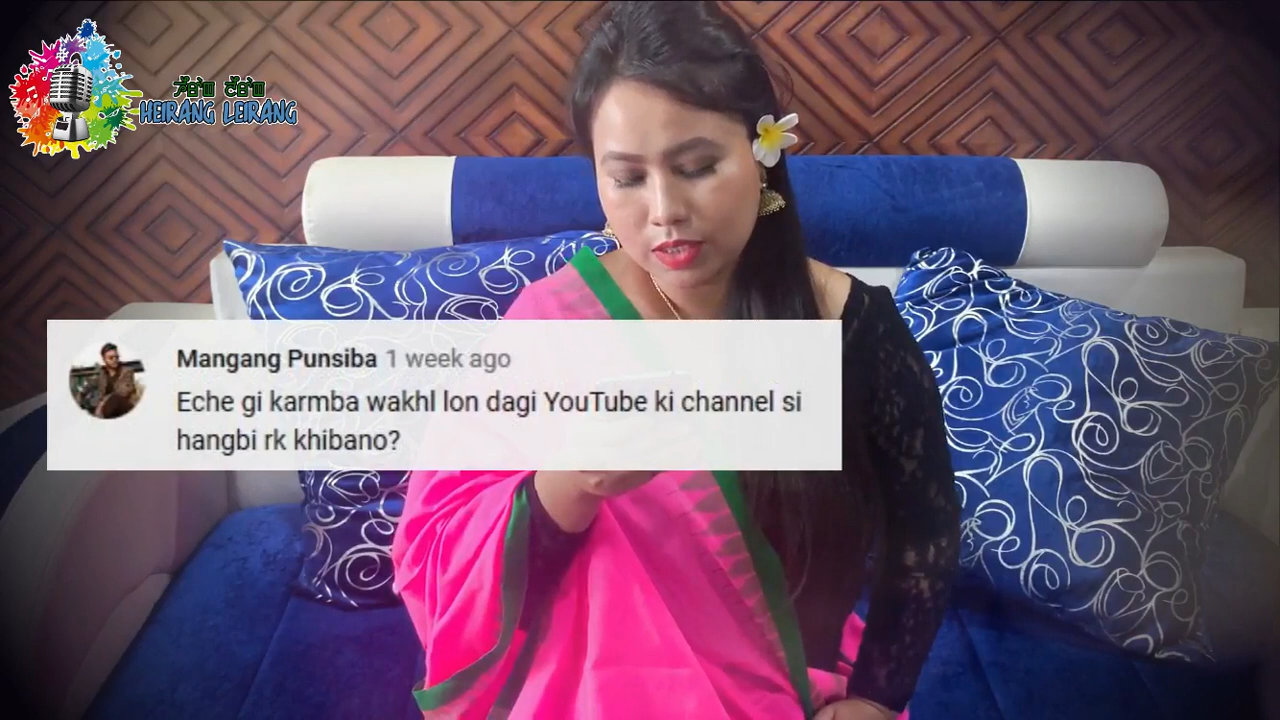 HEIRANG LEIRANG
Mangang Punsiba 1 week ago
Eche gi karmba wakhl lon dagi YouTube ki channel si
hangbi rk khibano?